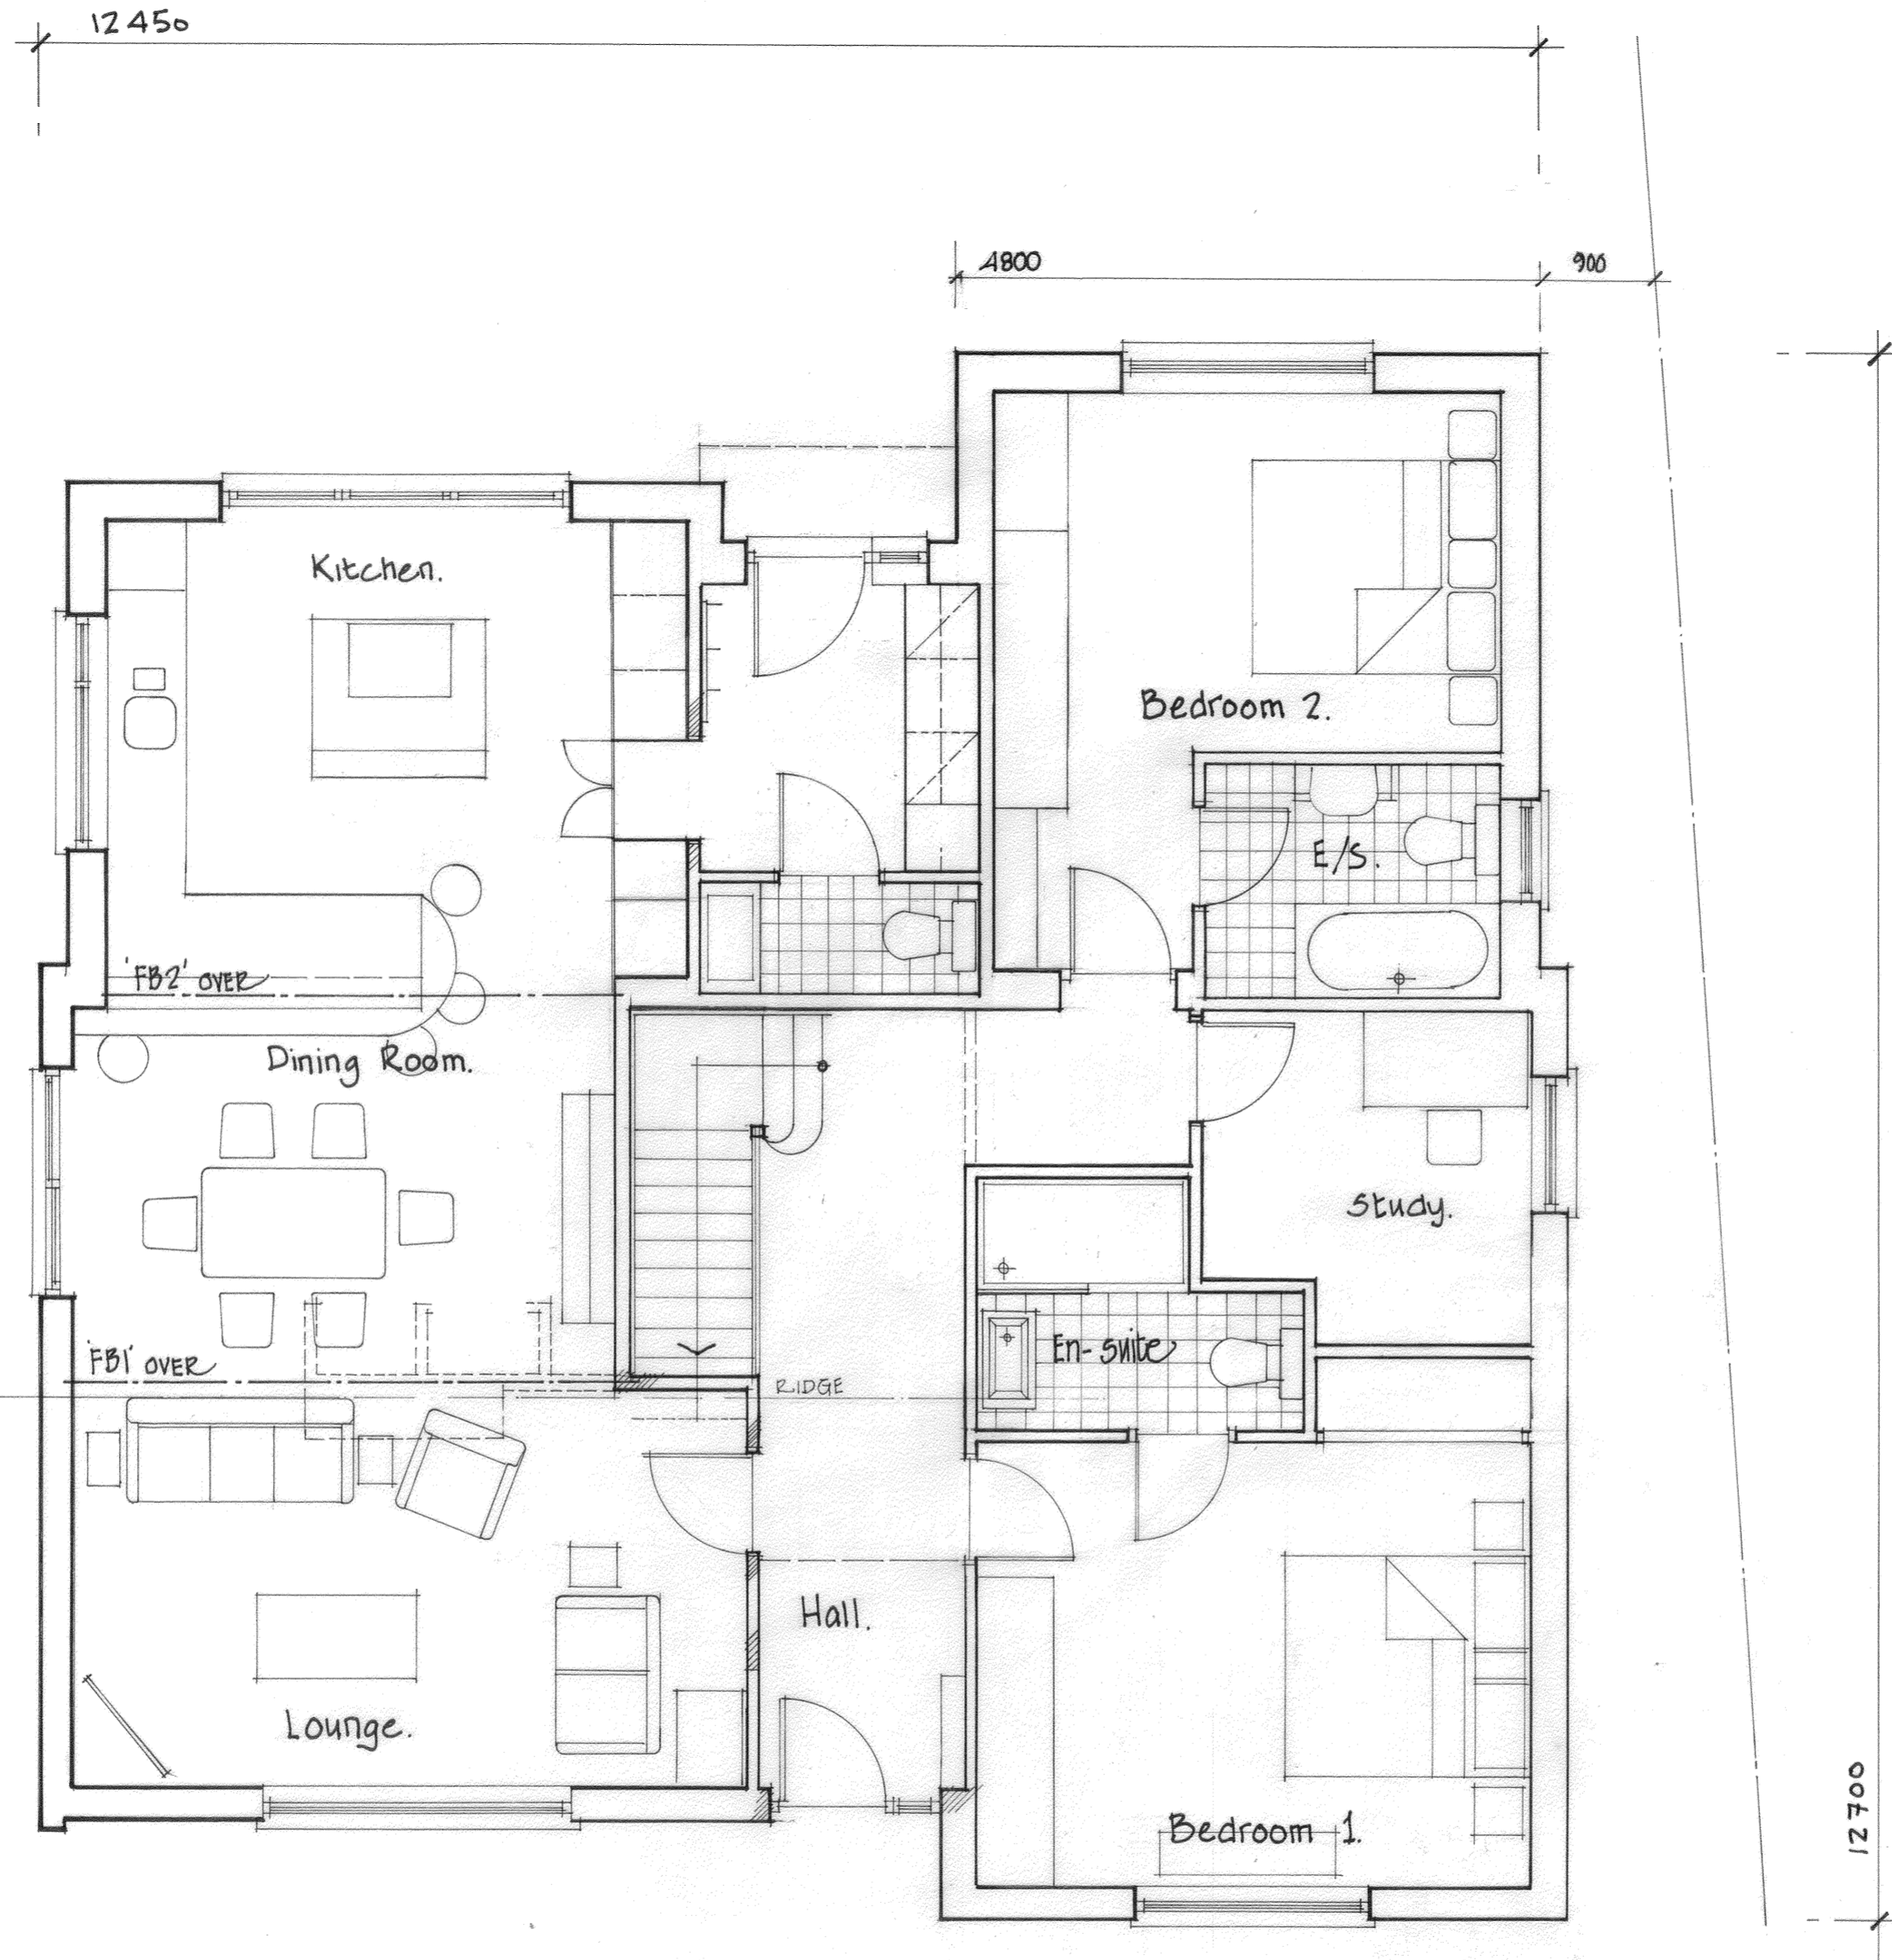 12450
4800
900
Kitchen.
Bedroom 2.
E/S.
'FB2' OVER
Dining Room.
Study.
En-suite
'FB1' OVER
RIDGE
Hall.
Lounge.
Bedroom 1.
12700